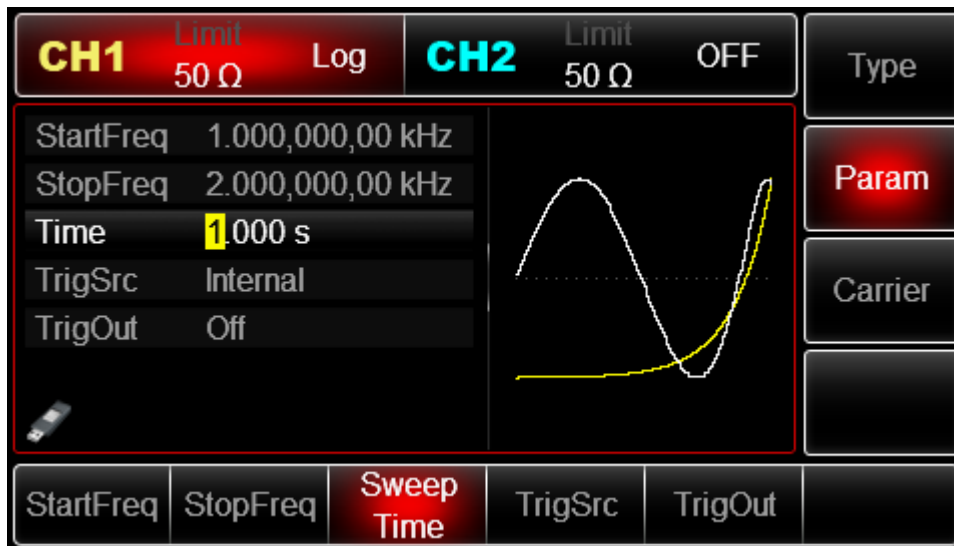 CH1 Limit 50 Ω Log CH2 Limit 50 Ω OFF
Type
StartFreq 1.000,000,00 kHz
StopFreq 2.000,000,00 kHz
Time 1.000 s
TrigSrc Internal
TrigOut Off
Param
Carrier
StartFreq StopFreq Sweep Time TrigSrc TrigOut